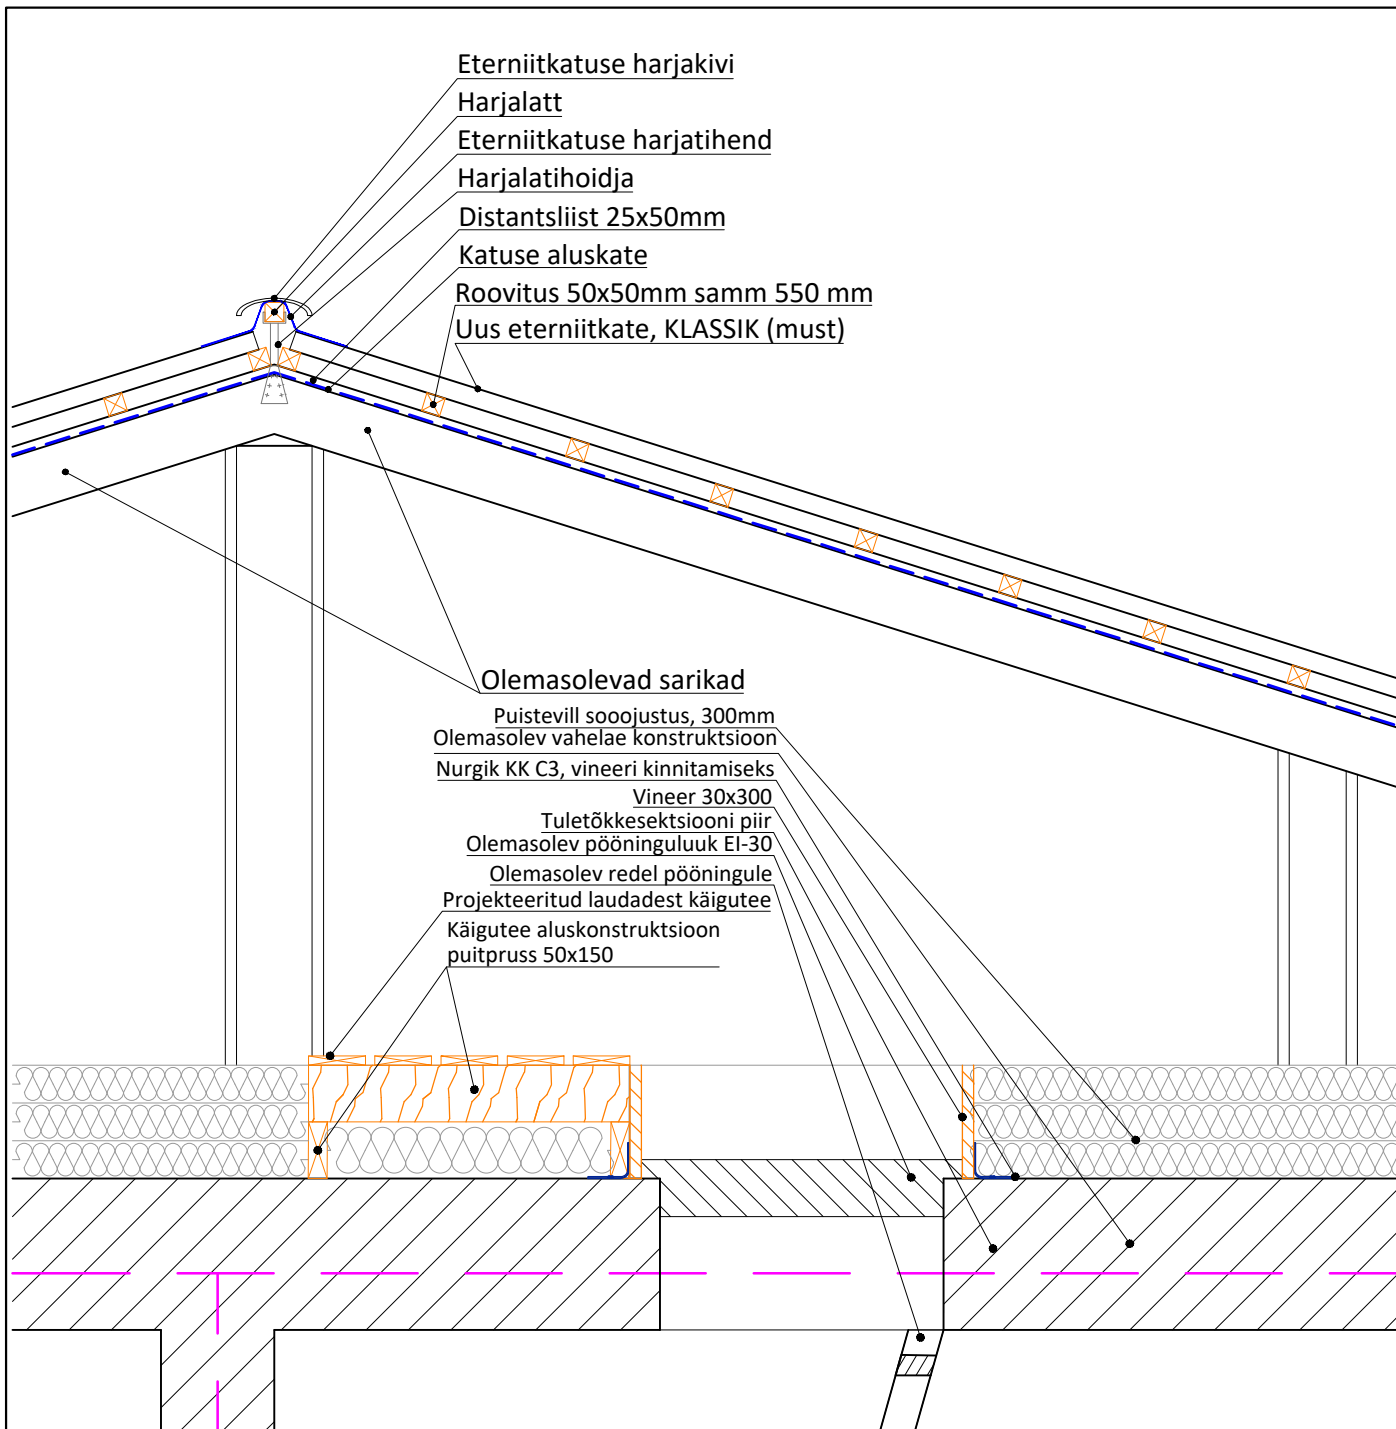 Eterniitkatuse harjakivi
Harjalatt
Eterniitkatuse harjatihend
Harjalatihoidja
Distantsliist 25x50mm
Katuse aluskate
Roovitus 50x50mm samm 550 mm
Uus eterniitkate, KLASSIK (must)
Olemasolevad sarikad
Puistevill sooojustus, 300mm
Olemasolev vahelae konstruktsioon
Nurgik KK C3, vineeri kinnitamiseks
Vineer 30x300
Tuletõkkesektsiooni piir
Olemasolev pööninguluuk EI-30
Olemasolev redel pööningule
Projekteeritud laudadest käigutee
Käigutee aluskonstruktsioon
puitpruss 50x150